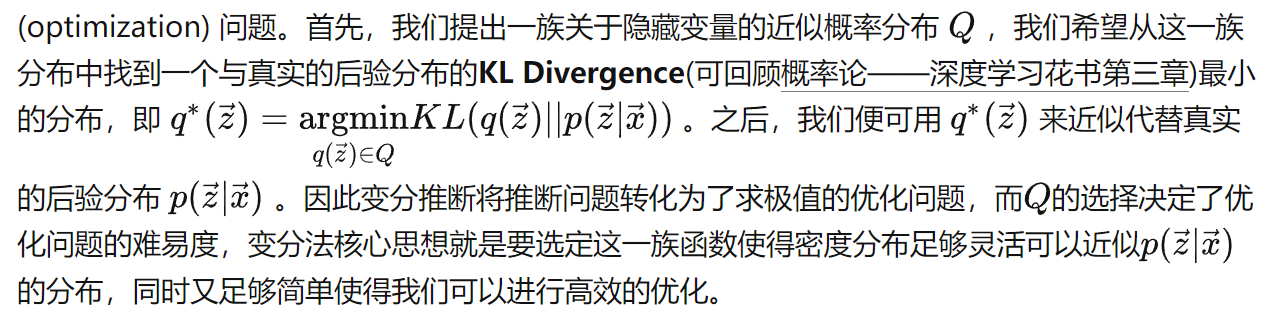 (optimization) 问题。首先，我们提出一族关于隐藏变量的近似概率分布 Q ，我们希望从这一族
分布中找到一个与真实的后验分布的KL Divergence(可回顾概率论——深度学习花书第三章)最小
的分布，即 $q^*(\vec{z}) = \underset{q(\vec{z}) \in Q}{\operatorname{argmin}} KL(q(\vec{z})||p(\vec{z}|\vec{x}))$ 。之后，我们便可用 $q^*(\vec{z})$ 来近似代替真实
的后验分布 $p(\vec{z}|\vec{x})$ 。因此变分推断将推断问题转化为了求极值的优化问题，而Q的选择决定了优
化问题的难易度，变分法核心思想就是要选定这一族函数使得密度分布足够灵活可以近似$p(\vec{z}|\vec{x})$
的分布，同时又足够简单使得我们可以进行高效的优化。